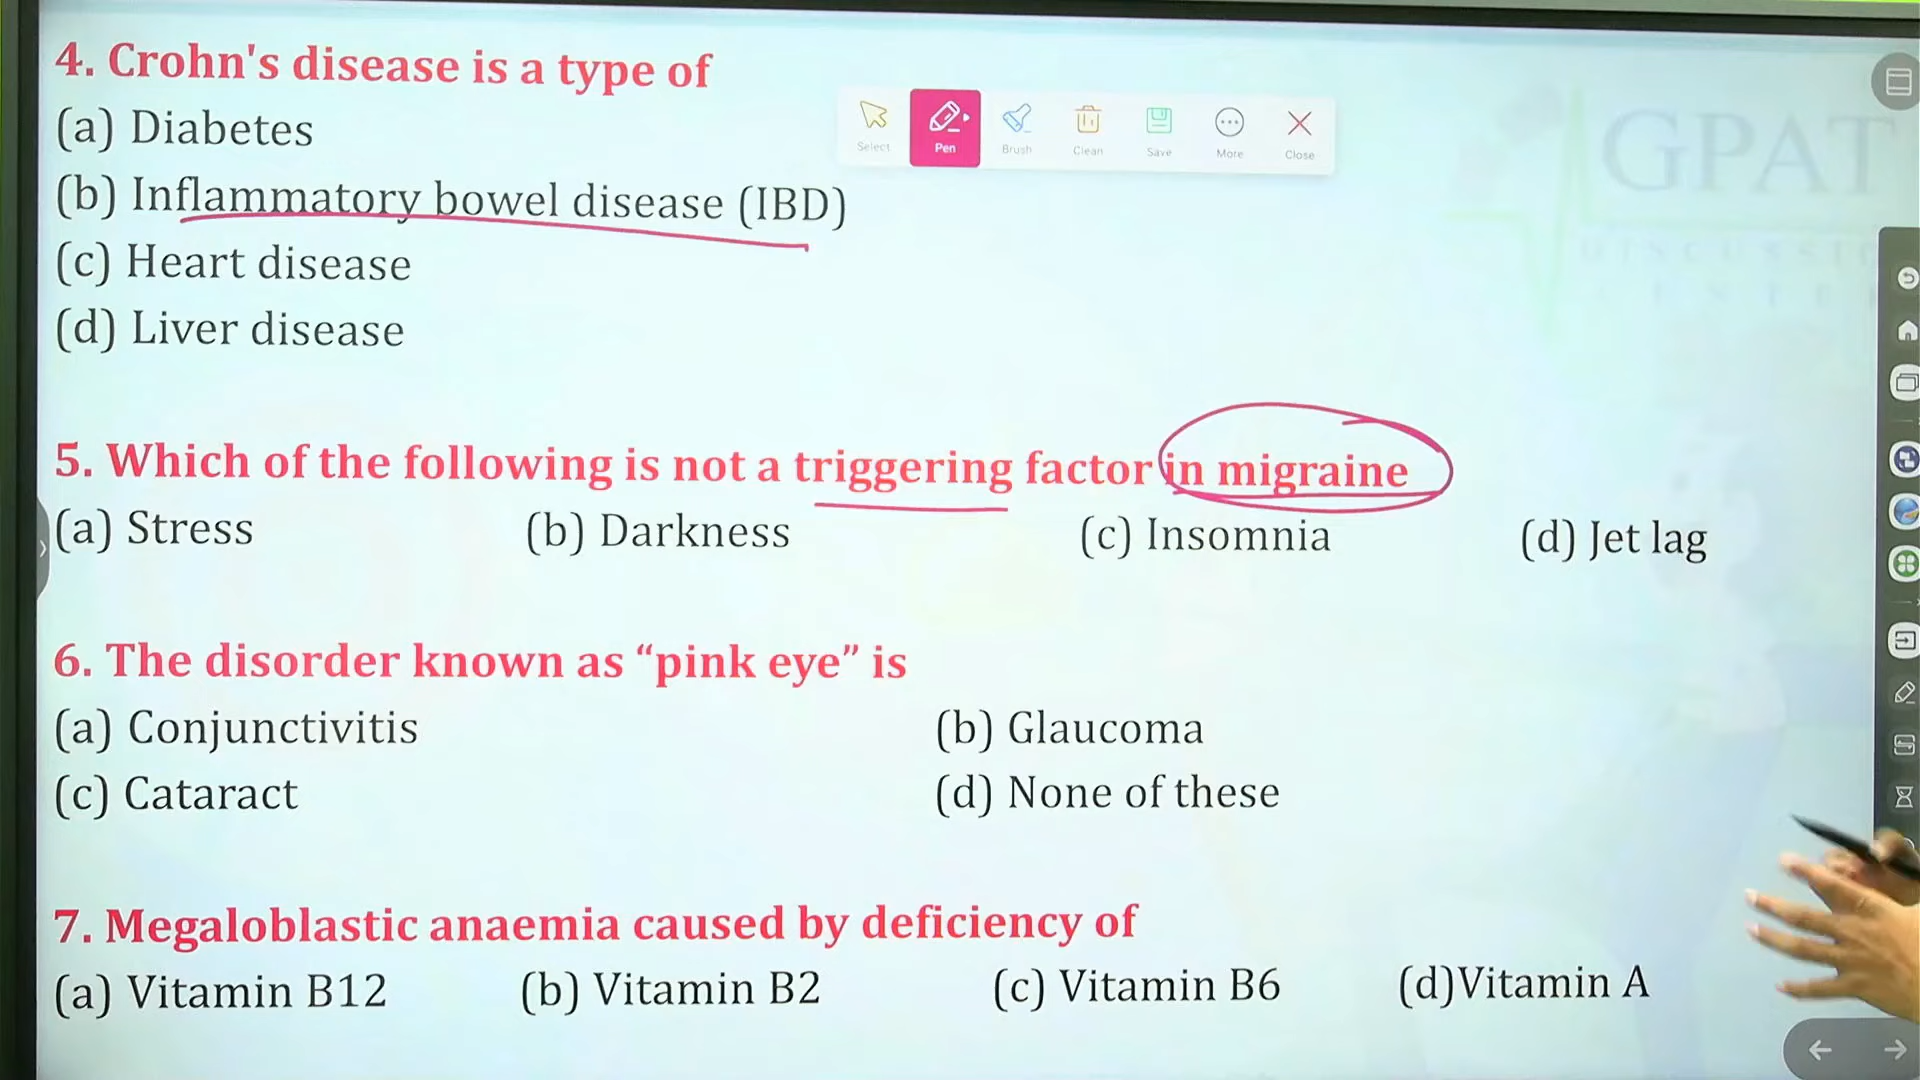 4. Crohn's disease is a type of
(a) Diabetes
(b) Inflammatory bowel disease (IBD)
(c) Heart disease
(d) Liver disease
Select Pen Brush Clean Save More Close
GPAT
5. Which of the following is not a triggering factor in migraine
(a) Stress (b) Darkness (c) Insomnia (d) Jet lag
6. The disorder known as “pink eye” is
(a) Conjunctivitis (b) Glaucoma
(c) Cataract (d) None of these
7. Megaloblastic anaemia caused by deficiency of
(a) Vitamin B12 (b) Vitamin B2 (c) Vitamin B6 (d)Vitamin A